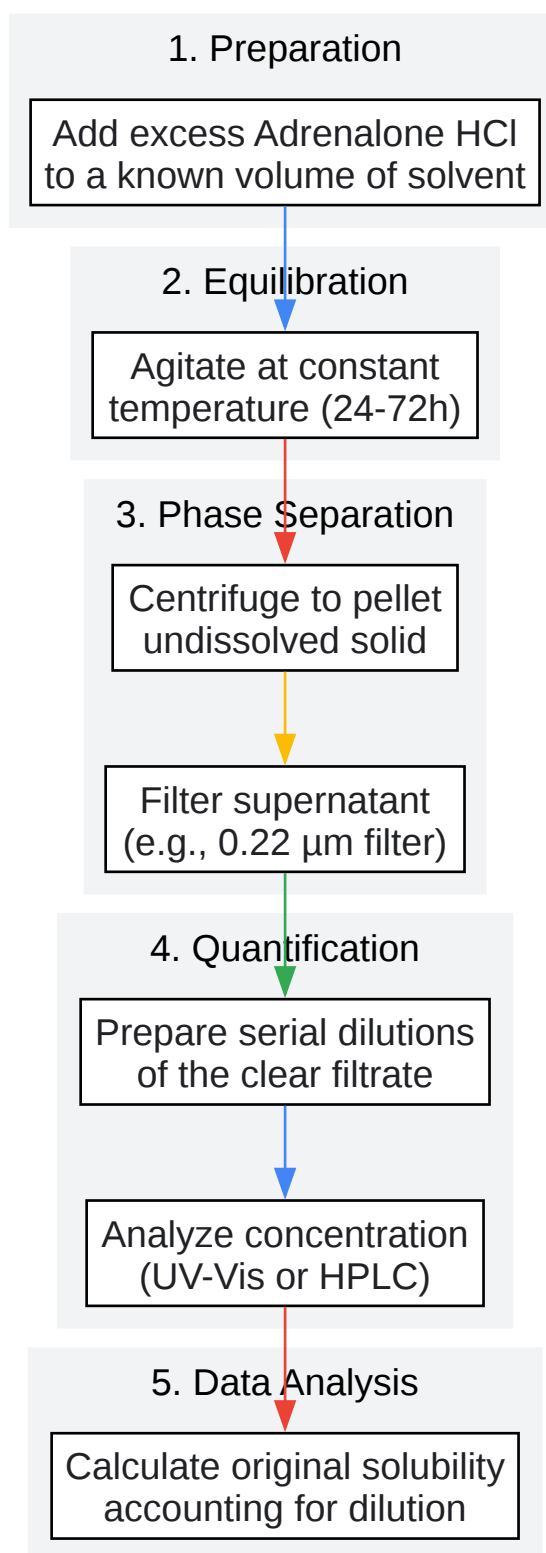 1. Preparation
Add excess Adrenalone HCl
to a known volume of solvent
2. Equilibration
Agitate at constant
temperature (24-72h)
3. Phase Separation
Centrifuge to pellet
undissolved solid
Filter supernatant
(e.g., 0.22 µm filter)
4. Quantification
Prepare serial dilutions
of the clear filtrate
Analyze concentration
(UV-Vis or HPLC)
5. Data Analysis
Calculate original solubility
accounting for dilution